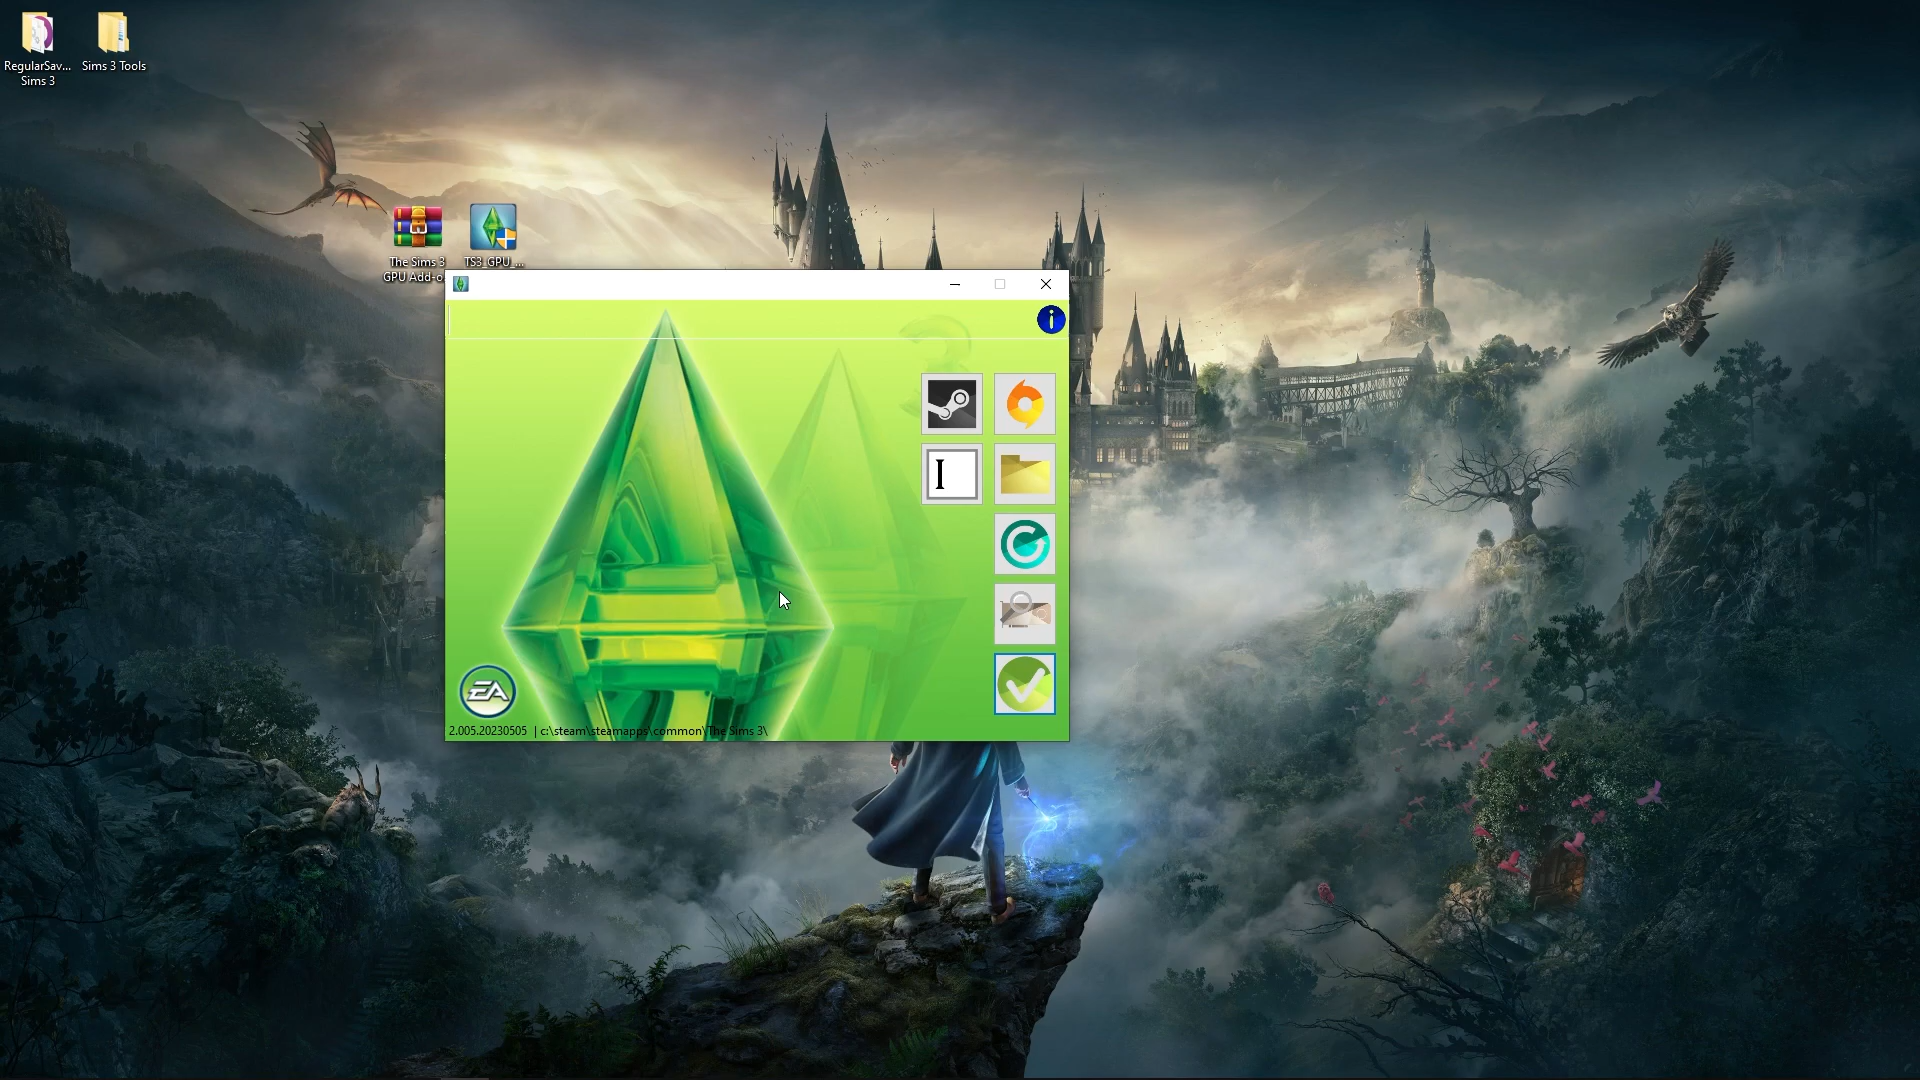 RegularSav...
Sims 3
Sims 3 Tools
The Sims 3
GPU Add-o
TS3_GPU_...
EA
2.005.20230505 | c:\steam\steamapps\common\The Sims 3\